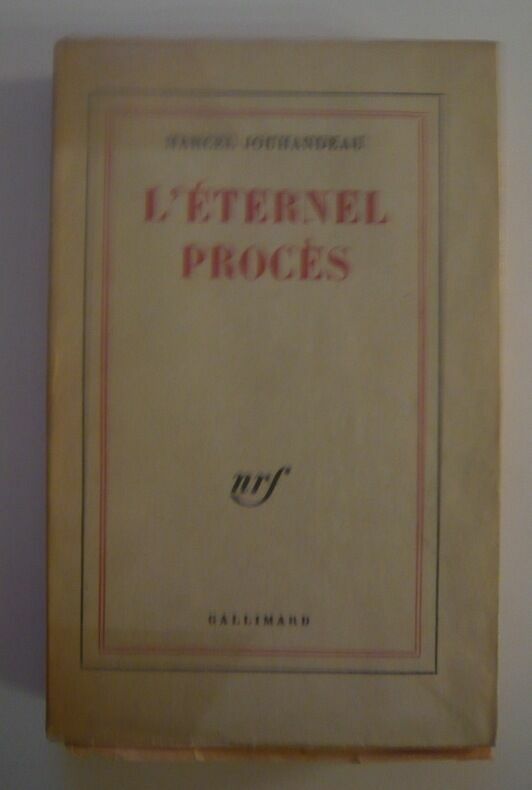 MARCEL JOUHANDEAU
L'ÉTERNEL
PROCÈS
nrf
GALLIMARD